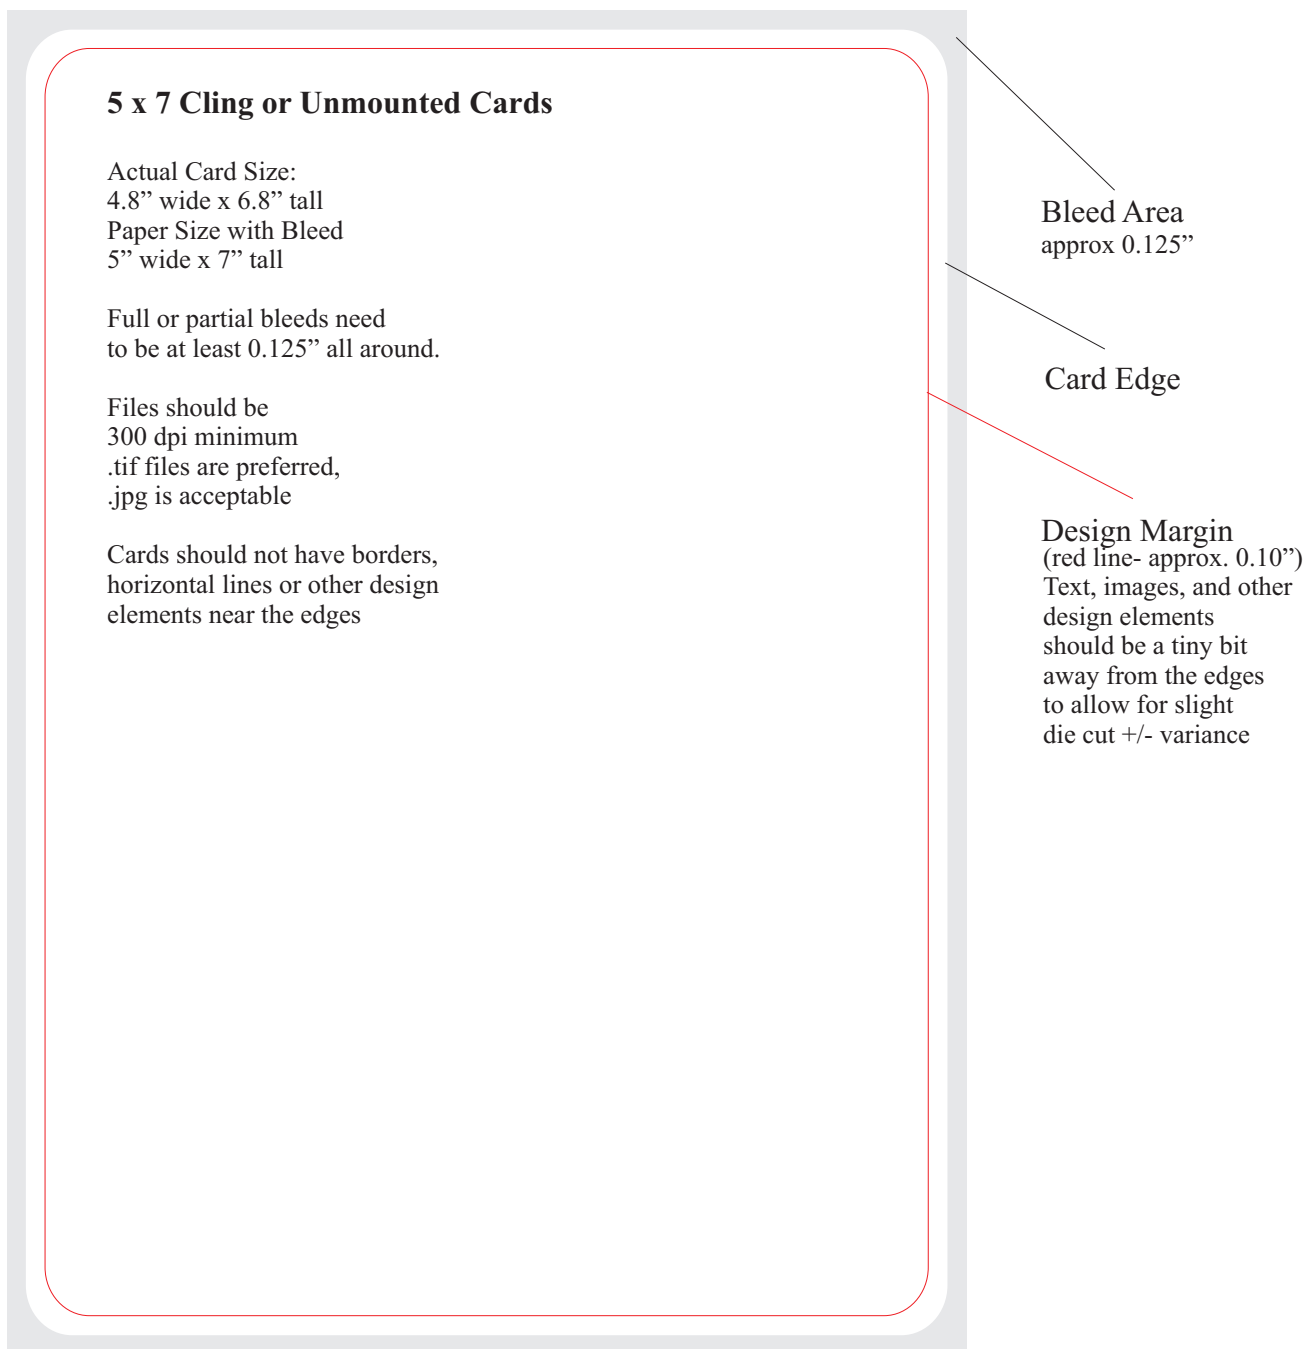 5 x 7 Cling or Unmounted Cards
Actual Card Size:
4.8” wide x 6.8” tall
Paper Size with Bleed
5” wide x 7” tall
Full or partial bleeds need
to be at least 0.125” all around.
Files should be
300 dpi minimum
.tif files are preferred,
.jpg is acceptable
Cards should not have borders,
horizontal lines or other design
elements near the edges
Bleed Area
approx 0.125”
Card Edge
Design Margin
(red line- approx. 0.10”)
Text, images, and other
design elements
should be a tiny bit
away from the edges
to allow for slight
die cut +/- variance